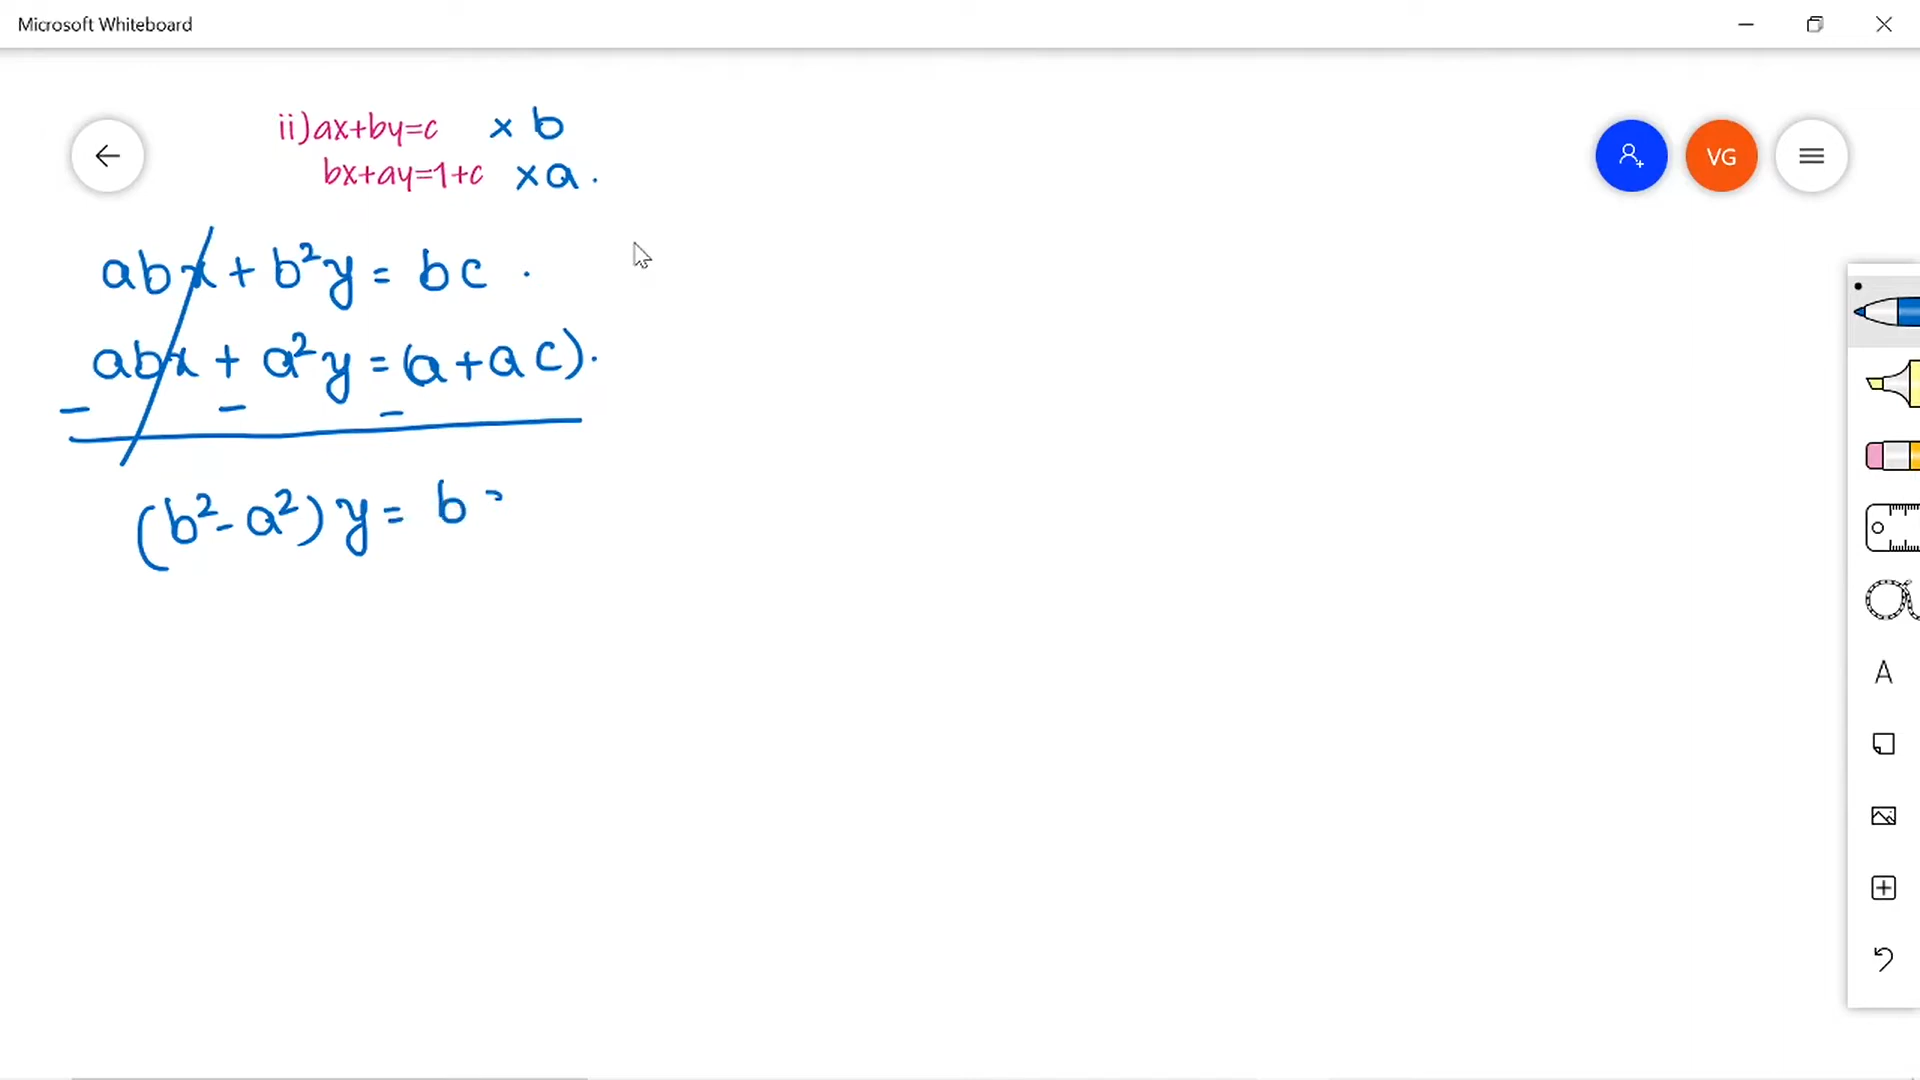 Microsoft Whiteboard
ii)ax+by=c × b
bx+ay=1+c ×a.
VG
abx + b²y = bc .
abx + a²y = (a + ac).
− − −
(b² - a²) y = b
A